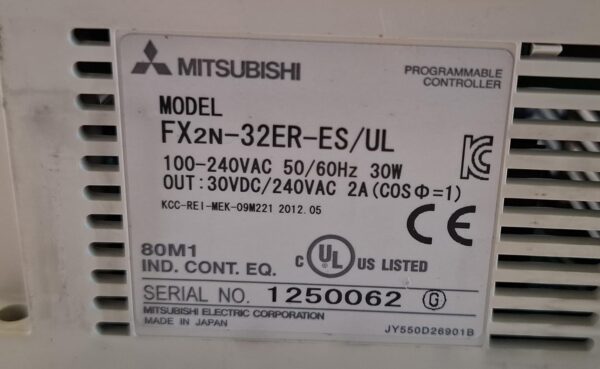 MITSUBISHI
PROGRAMMABLE
CONTROLLER
MODEL
FX2N-32ER-ES/UL
100-240VAC 50/60Hz 30W
OUT:30VDC/240VAC 2A(COSΦ=1)
KCC-REI-MEK-09M221 2012.05
CE
80M1
IND. CONT. EQ.
C UL US LISTED
SERIAL NO. 1250062 G
MITSUBISHI ELECTRIC CORPORATION
MADE IN JAPAN
JY550D26901B